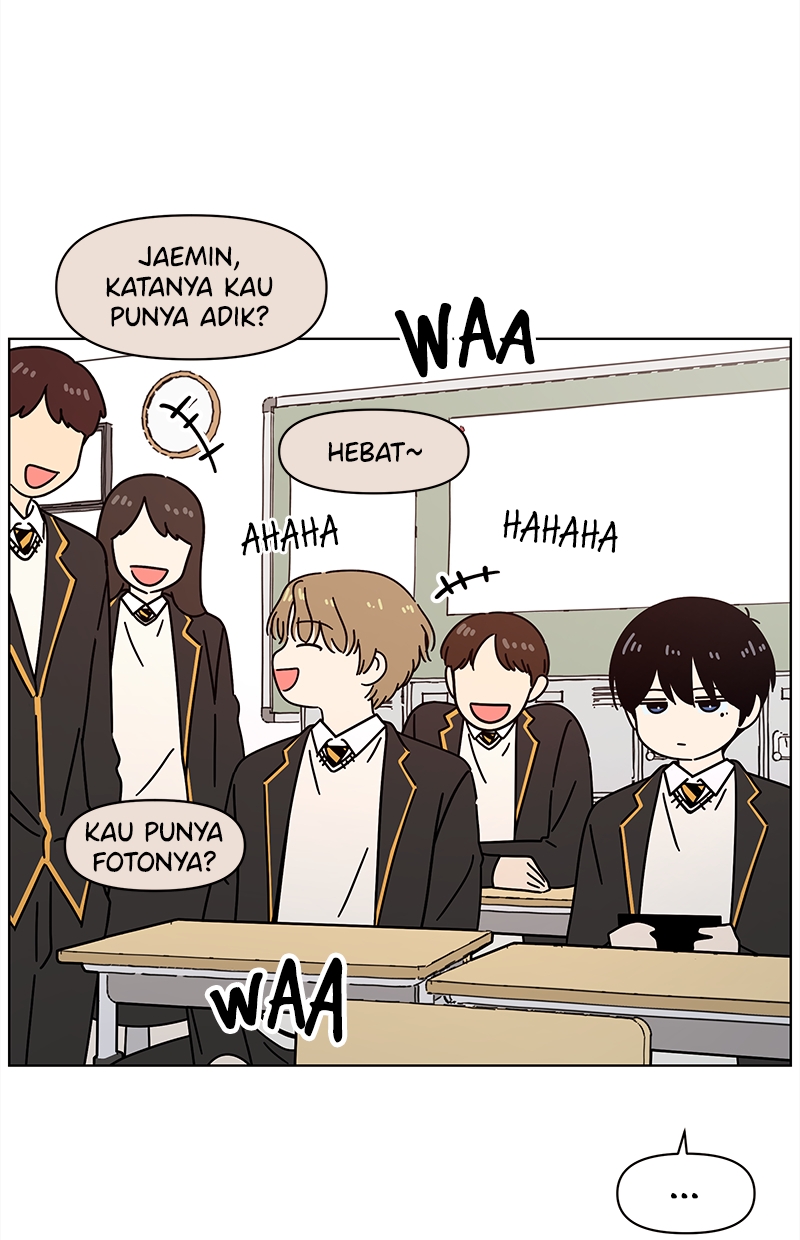 JAEMIN,
KATANYA KAU
PUNYA ADIK?
WAA
HEBAT~
AHAHA
HAHAHA
KAU PUNYA
FOTONYA?
WAA
...